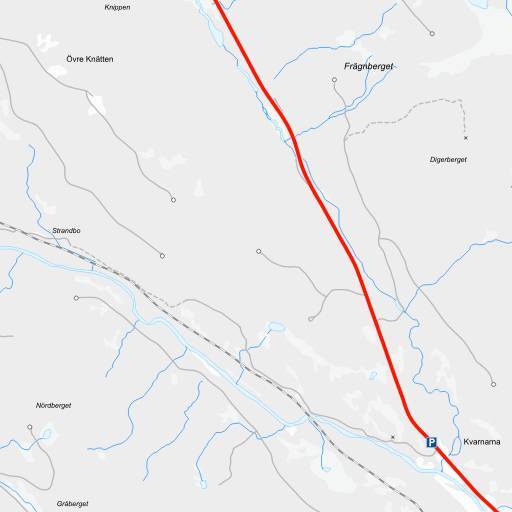 Knippen
Övre Knätten
Frägnberget
Digerberget
Strandbo
Nördberget
P
Kvarnarna
Gräberget